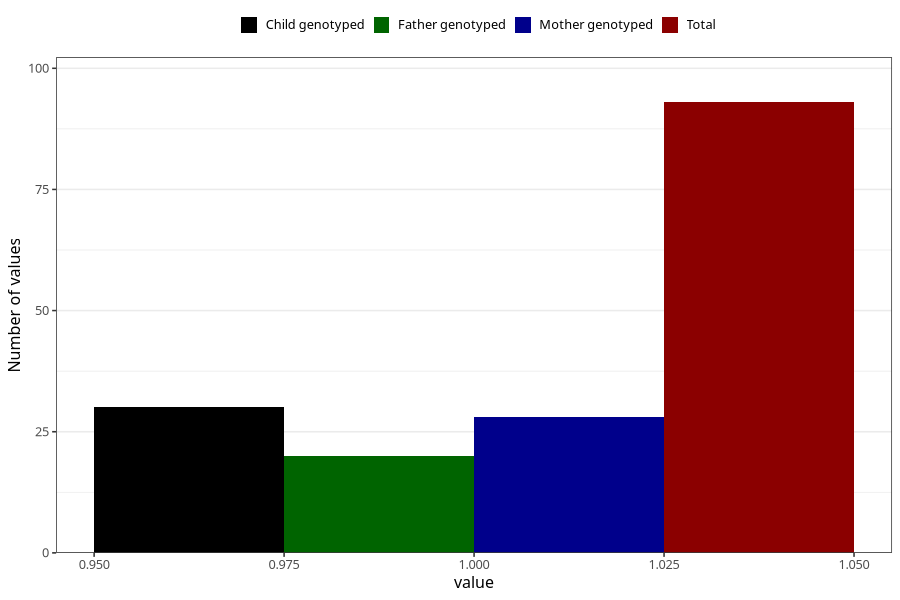 Child genotyped Father genotyped Mother genotyped Total
100
75
50
25
0
Number of values
0.950 0.975 1.000 1.025 1.050
value